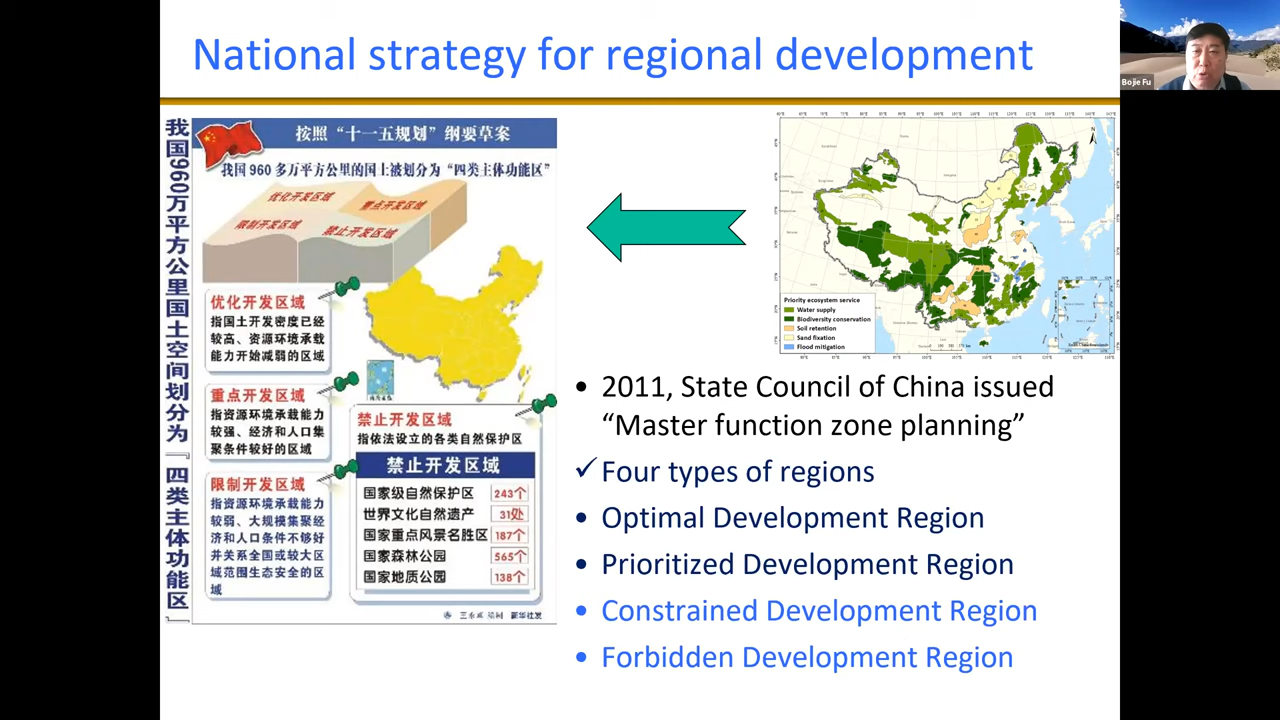 National strategy for regional development
Bojie Fu
我国960万平方公里国土空间划分为『四类主体功能区』
按照“十一五规划”纲要草案
我国 960 多万平方公里的国土被划分为“四类主体功能区”
优化开发区域
重点开发区域
限制开发区域
禁止开发区域
优化开发区域
指国土开发密度已经
较高、资源环境承载
能力开始减弱的区域
重点开发区域
指资源环境承载能力
较强、经济和人口集
聚条件较好的区域
限制开发区域
指资源环境承载能力
较弱、大规模集聚经
济和人口条件不够好
并关系全国或较大区
域范围生态安全的区
域
禁止开发区域
指依法设立的各类自然保护区
禁止开发区域
国家级自然保护区 243个
世界文化自然遗产 31处
国家重点风景名胜区 187个
国家森林公园 565个
国家地质公园 138个
新华社发
N
Priority ecosystem service
Water supply
Biodiversity conservation
Soil retention
Sand fixation
Flood mitigation
• 2011, State Council of China issued
“Master function zone planning”
✓ Four types of regions
• Optimal Development Region
• Prioritized Development Region
• Constrained Development Region
• Forbidden Development Region